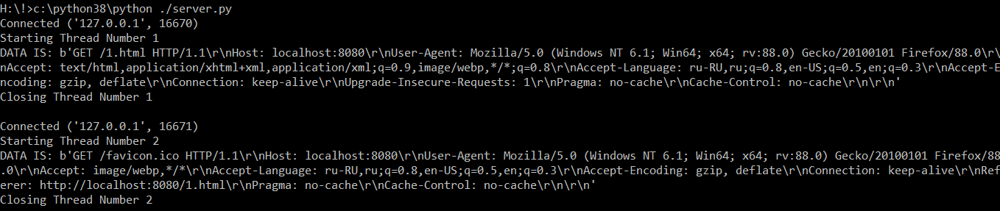 H:\!>c:\python38\python ./server.py
Connected ('127.0.0.1', 16670)
Starting Thread Number 1
DATA IS: b'GET /1.html HTTP/1.1\r\nHost: localhost:8080\r\nUser-Agent: Mozilla/5.0 (Windows NT 6.1; Win64; x64; rv:88.0) Gecko/20100101 Firefox/88.0\r\
nAccept: text/html,application/xhtml+xml,application/xml;q=0.9,image/webp,*/*;q=0.8\r\nAccept-Language: ru-RU,ru;q=0.8,en-US;q=0.5,en;q=0.3\r\nAccept-E
ncoding: gzip, deflate\r\nConnection: keep-alive\r\nUpgrade-Insecure-Requests: 1\r\nPragma: no-cache\r\nCache-Control: no-cache\r\n\r\n'
Closing Thread Number 1
Connected ('127.0.0.1', 16671)
Starting Thread Number 2
DATA IS: b'GET /favicon.ico HTTP/1.1\r\nHost: localhost:8080\r\nUser-Agent: Mozilla/5.0 (Windows NT 6.1; Win64; x64; rv:88.0) Gecko/20100101 Firefox/88
.0\r\nAccept: image/webp,*/*\r\nAccept-Language: ru-RU,ru;q=0.8,en-US;q=0.5,en;q=0.3\r\nAccept-Encoding: gzip, deflate\r\nConnection: keep-alive\r\nRef
erer: http://localhost:8080/1.html\r\nPragma: no-cache\r\nCache-Control: no-cache\r\n\r\n'
Closing Thread Number 2